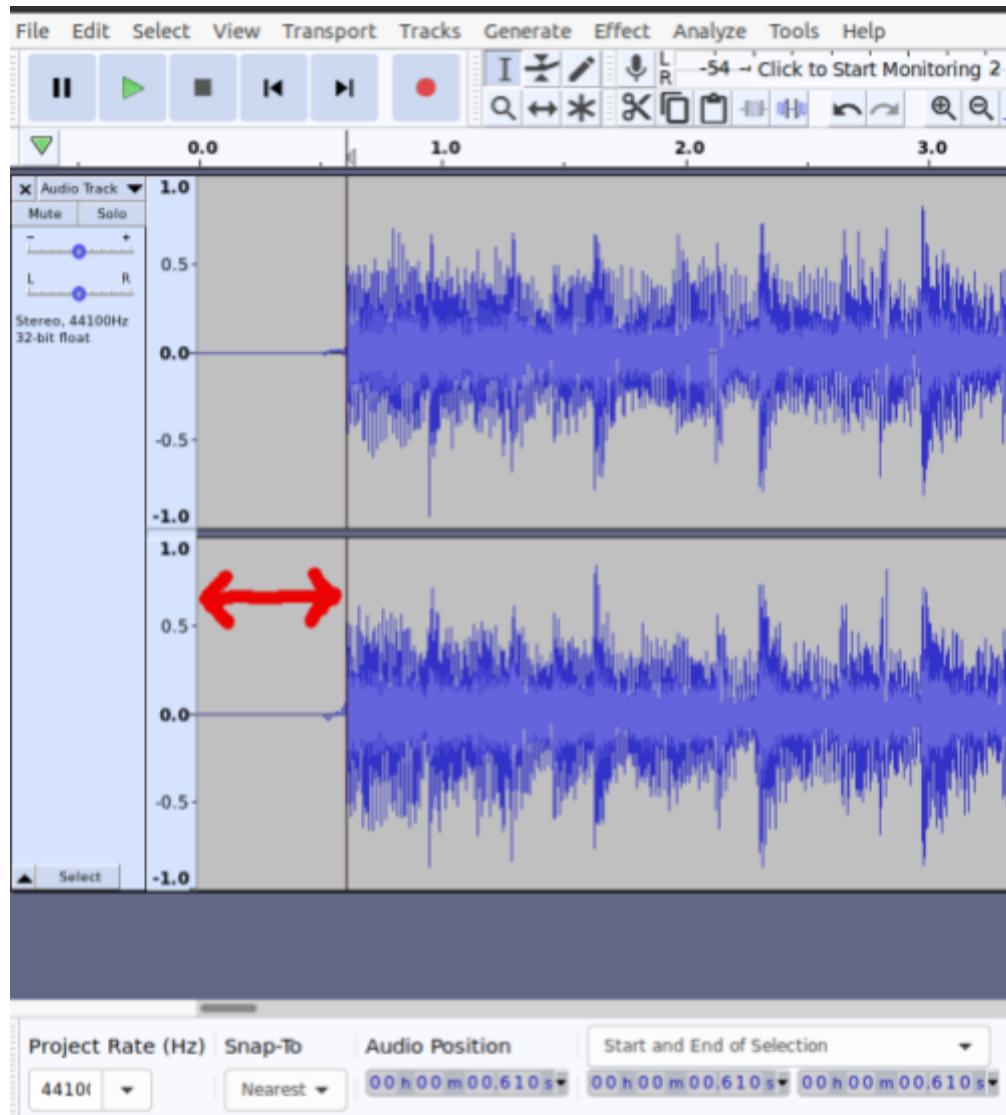 File Edit Select View Transport Tracks Generate Effect Analyze Tools Help
L
R -54 Click to Start Monitoring 2
0.0 1.0 2.0 3.0
Audio Track
Mute Solo
- +
L R
Stereo, 44100Hz
32-bit float
1.0
0.5
0.0
-0.5
-1.0
1.0
0.5
0.0
-0.5
-1.0
Select
Project Rate (Hz) Snap-To Audio Position Start and End of Selection
4410 Nearest 00 h 00 m 00.610 s 00 h 00 m 00.610 s 00 h 00 m 00.610 s